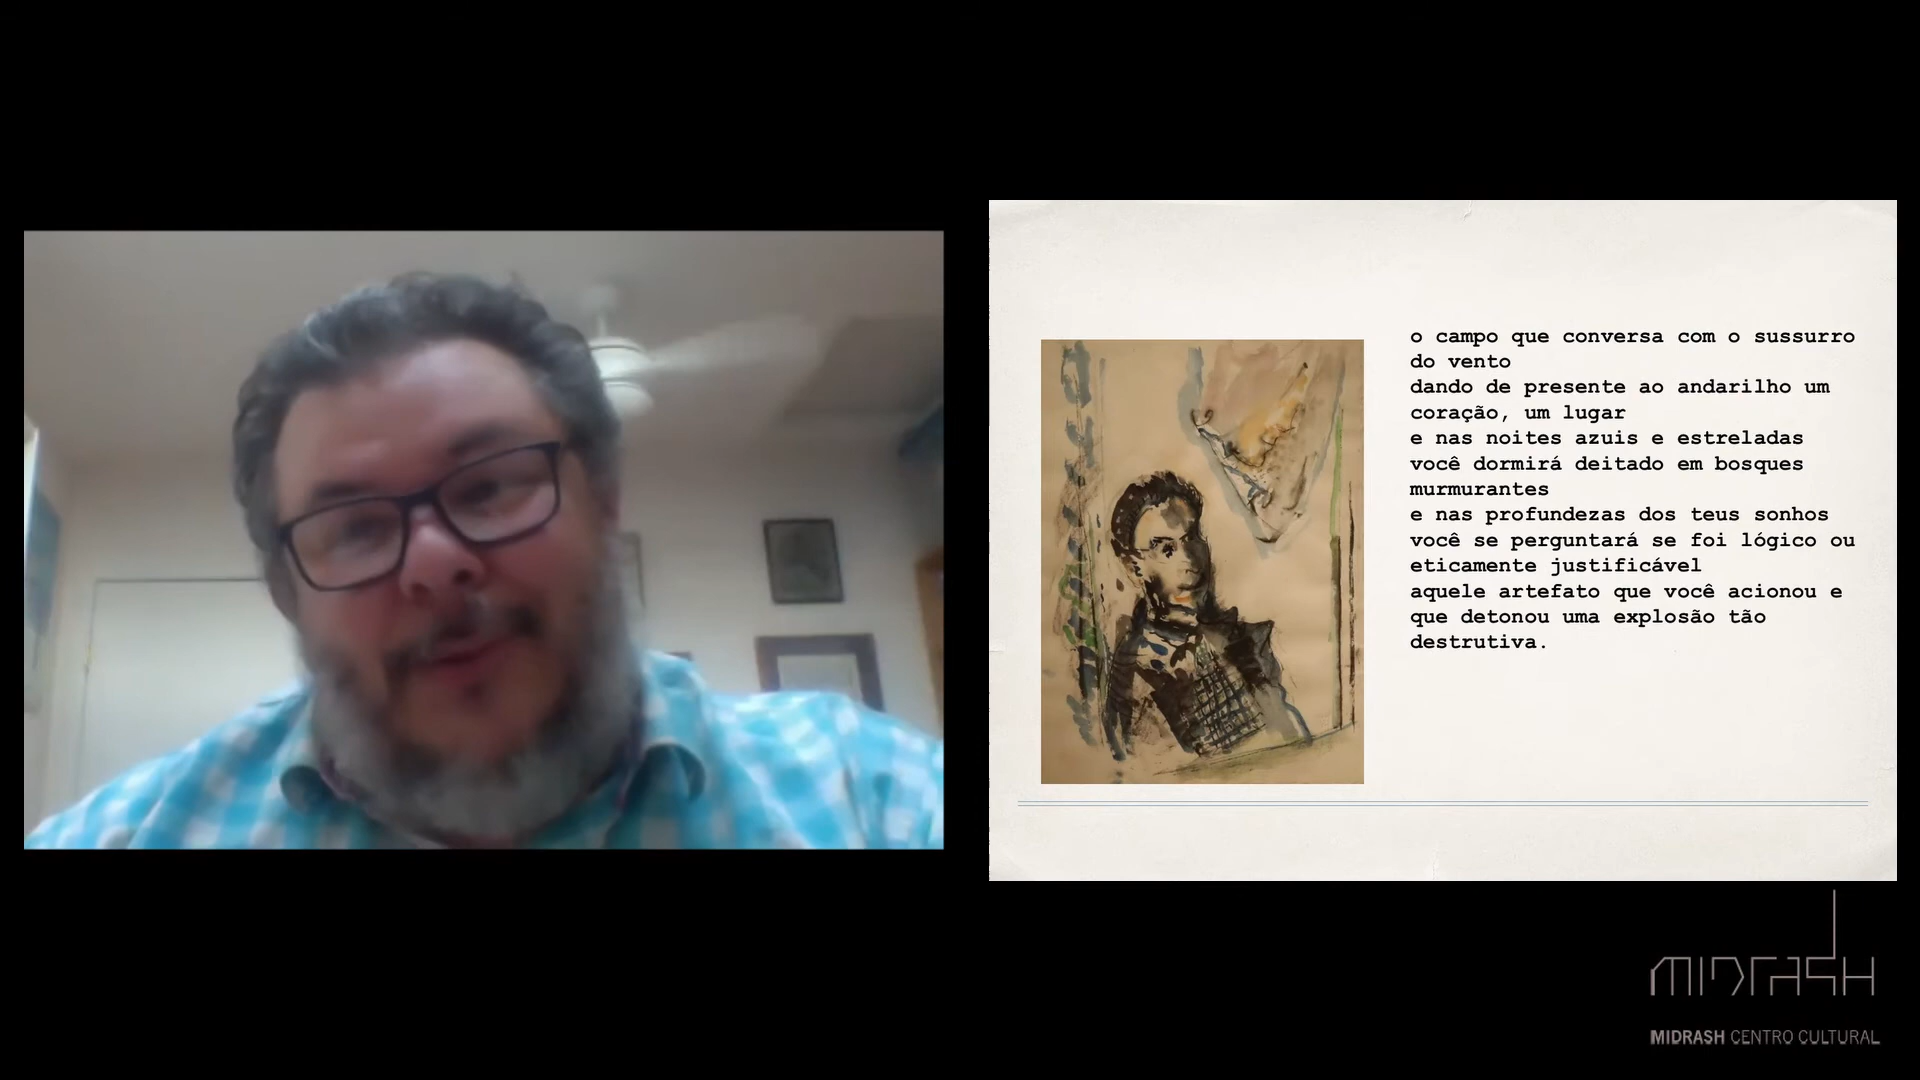 o campo que conversa com o sussurro
do vento
dando de presente ao andarilho um
coração, um lugar
e nas noites azuis e estreladas
você dormirá deitado em bosques
murmurantes
e nas profundezas dos teus sonhos
você se perguntará se foi lógico ou
eticamente justificável
aquele artefato que você acionou e
que detonou uma explosão tão
destrutiva.
MIDRASH
MIDRASH CENTRO CULTURAL